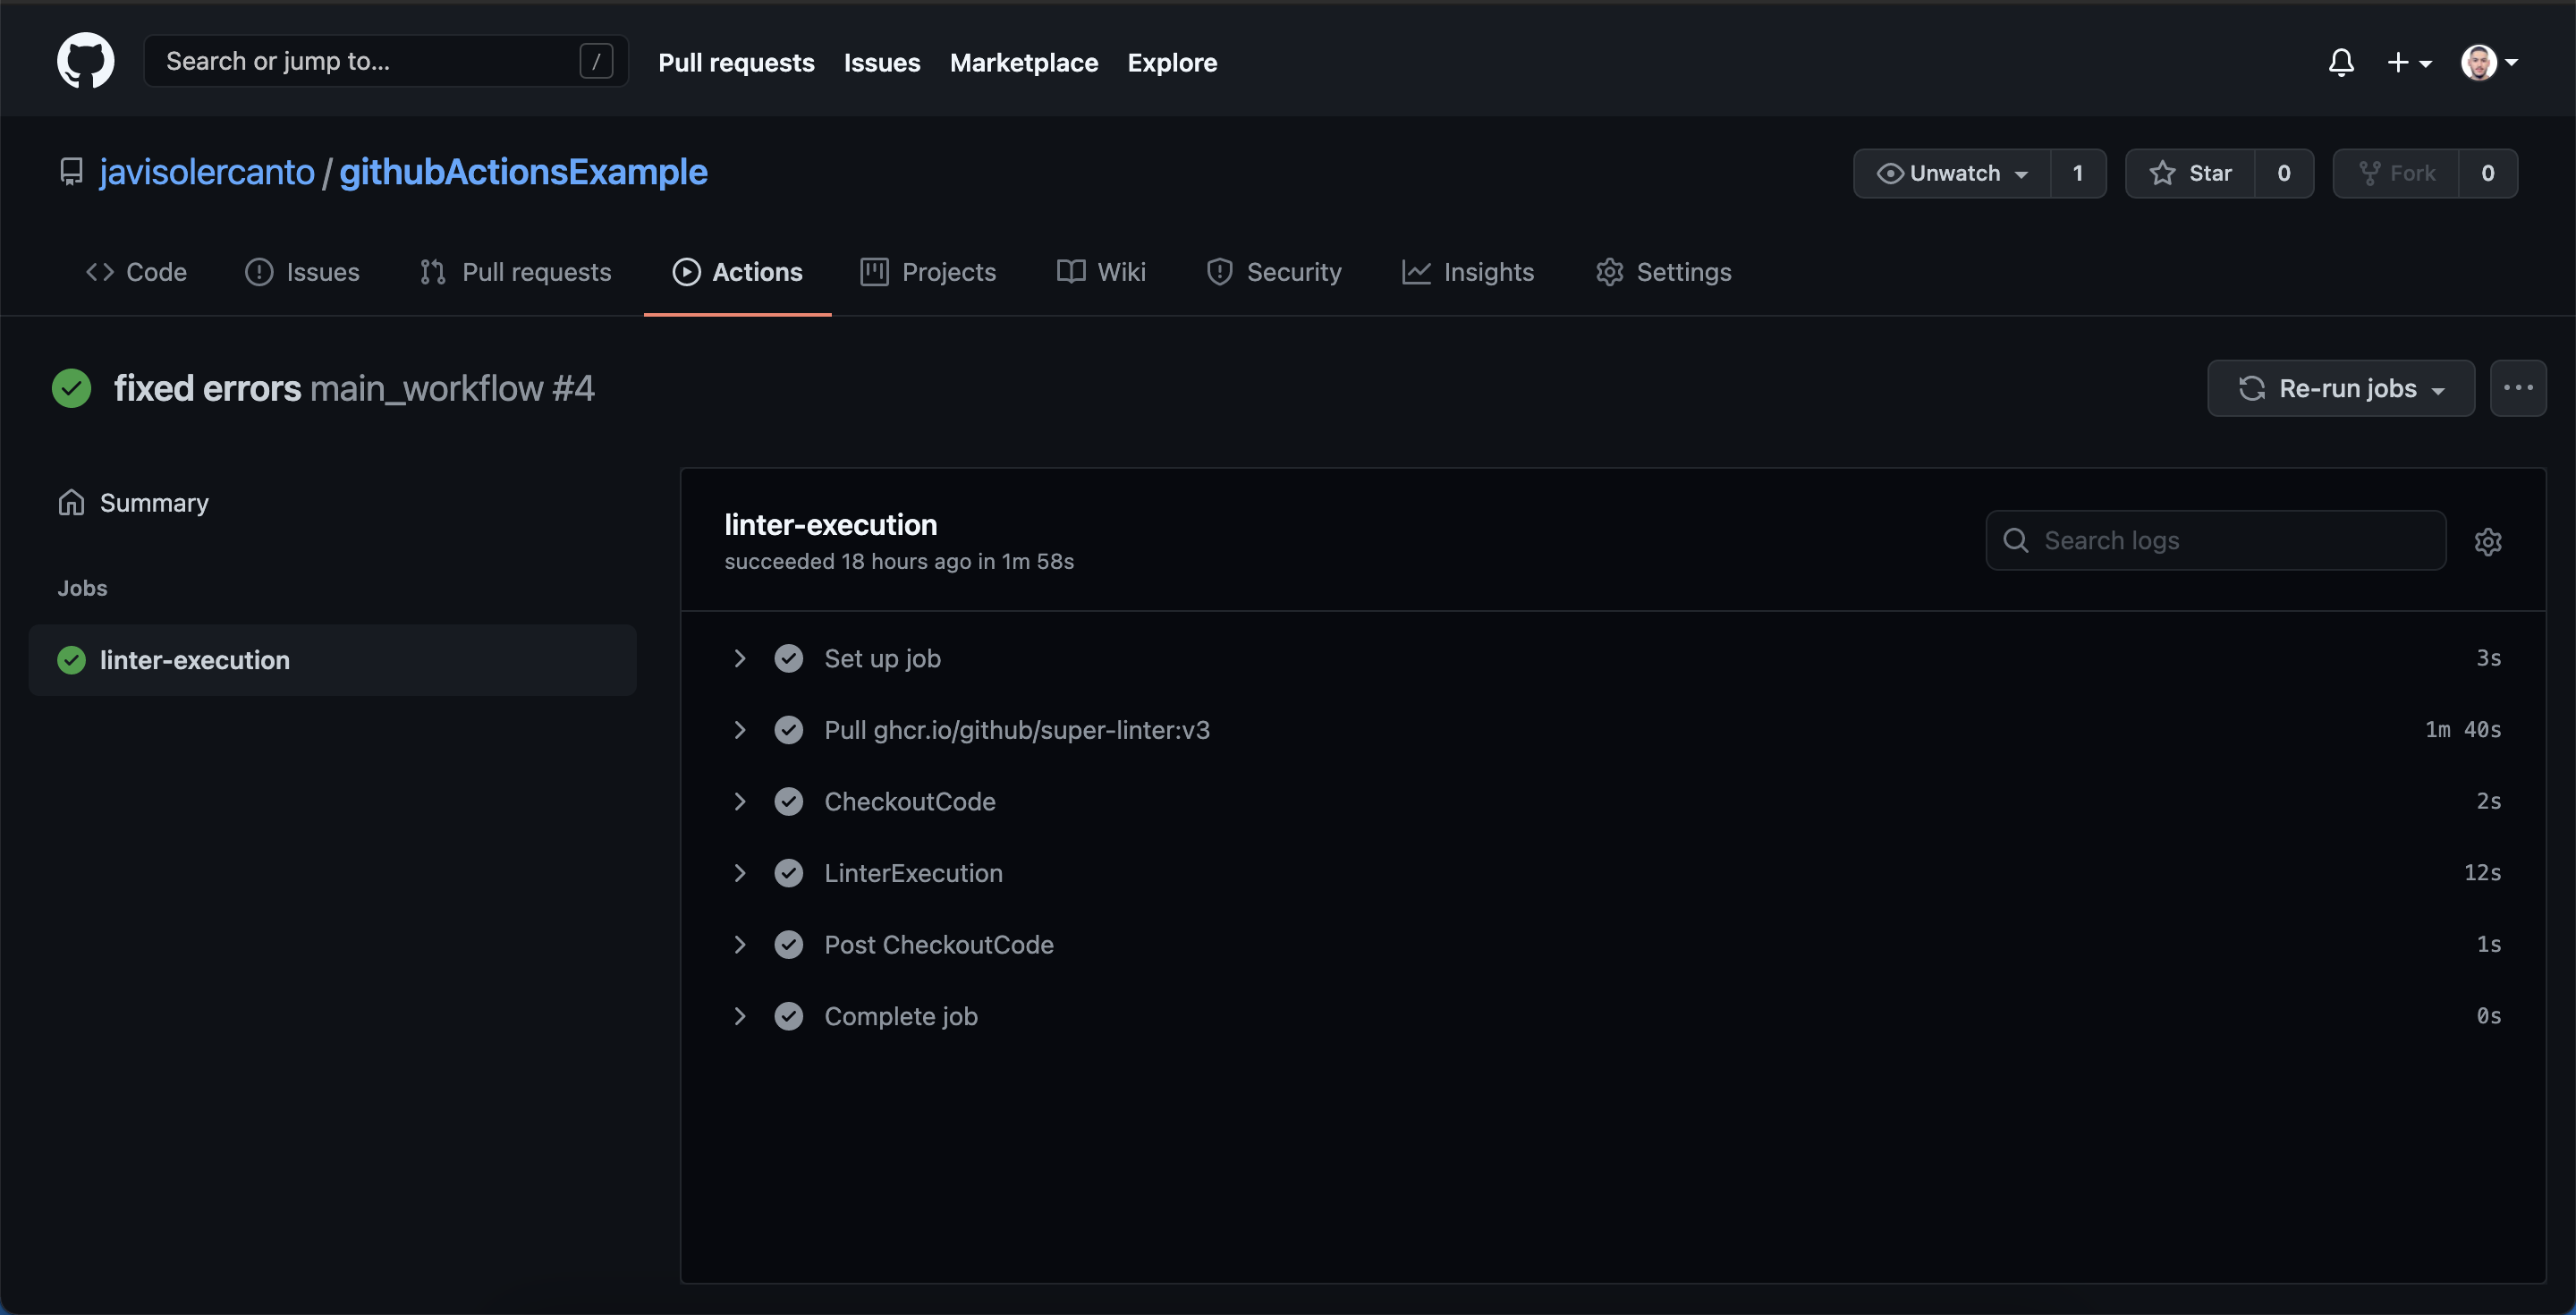 Search or jump to... / Pull requests Issues Marketplace Explore
javisolercanto / githubActionsExample Unwatch 1 Star 0 Fork 0
Code Issues Pull requests Actions Projects Wiki Security Insights Settings
fixed errors main_workflow #4 Re-run jobs
Summary
Jobs
linter-execution
linter-execution
succeeded 18 hours ago in 1m 58s
Search logs
Set up job 3s
Pull ghcr.io/github/super-linter:v3 1m 40s
CheckoutCode 2s
LinterExecution 12s
Post CheckoutCode 1s
Complete job 0s